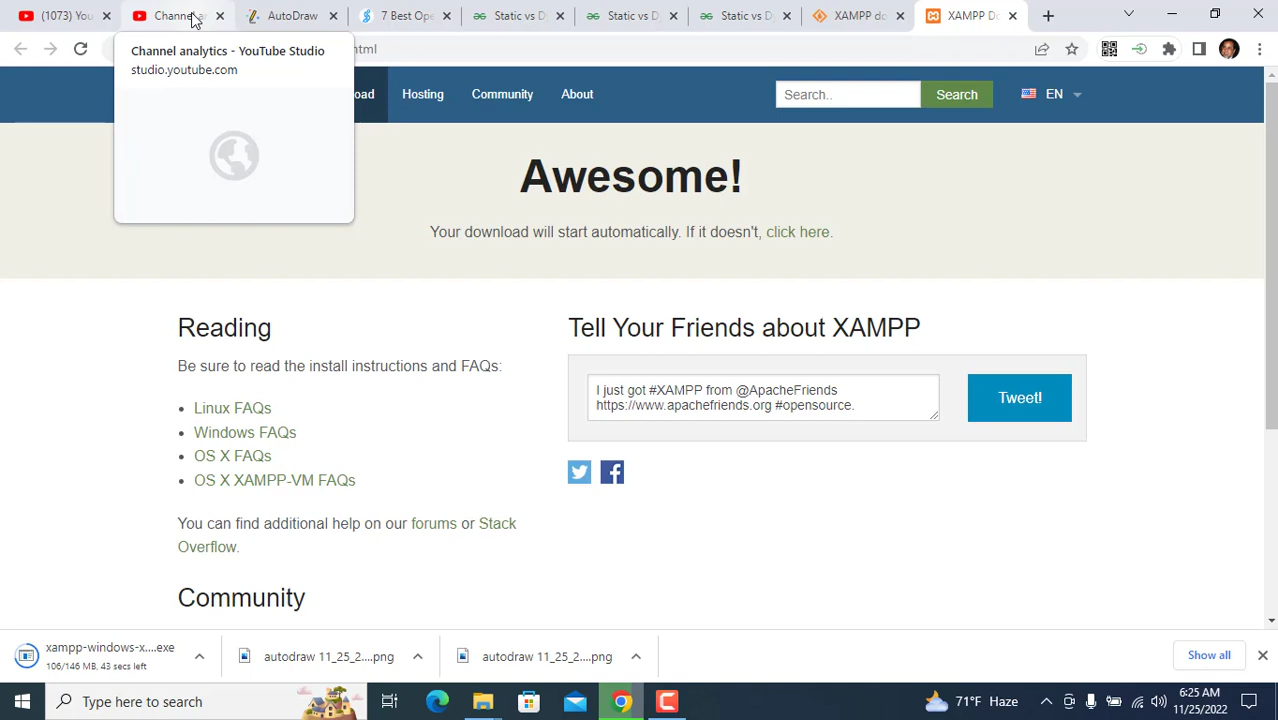 (1073) You
Channe
AutoDraw
7 Best Ope
Static vs D
Static vs D
Static vs D
XAMPP do
XAMPP Do
Channel analytics - YouTube Studio
studio.youtube.com
html
oad
Hosting
Community
About
Search..
Search
EN
Awesome!
Your download will start automatically. If it doesn't, click here.
Reading
Be sure to read the install instructions and FAQs:
Linux FAQs
Windows FAQs
OS X FAQs
OS X XAMPP-VM FAQs
You can find additional help on our forums or Stack
Overflow.
Tell Your Friends about XAMPP
I just got #XAMPP from @ApacheFriends
https://www.apachefriends.org #opensource.
Tweet!
Community
xampp-windows-x....exe
106/146 MB, 43 secs left
autodraw 11_25_2....png
autodraw 11_25_2....png
Show all
Type here to search
71°F Haze
6:25 AM
11/25/2022